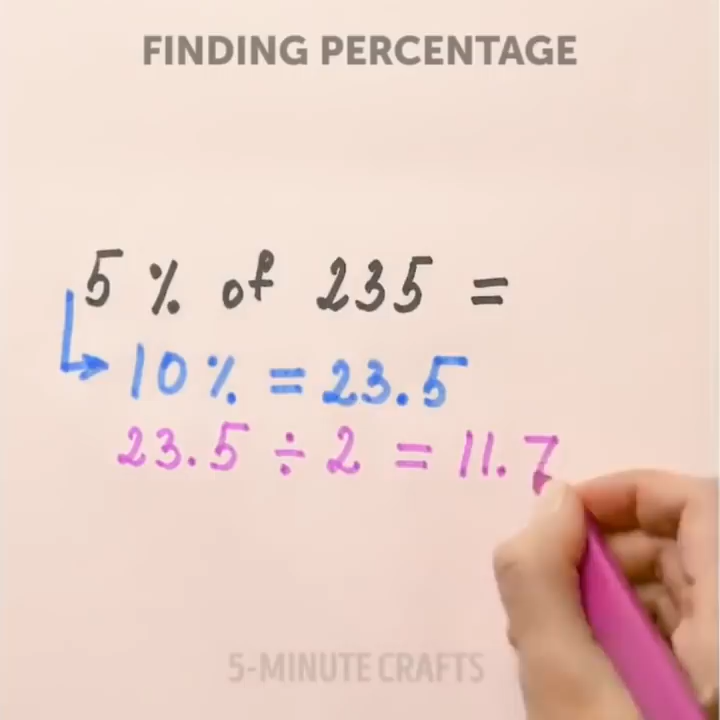 FINDING PERCENTAGE
5 % of 235 =
10% = 23.5
23.5 ÷ 2 = 11.7
5-MINUTE CRAFTS